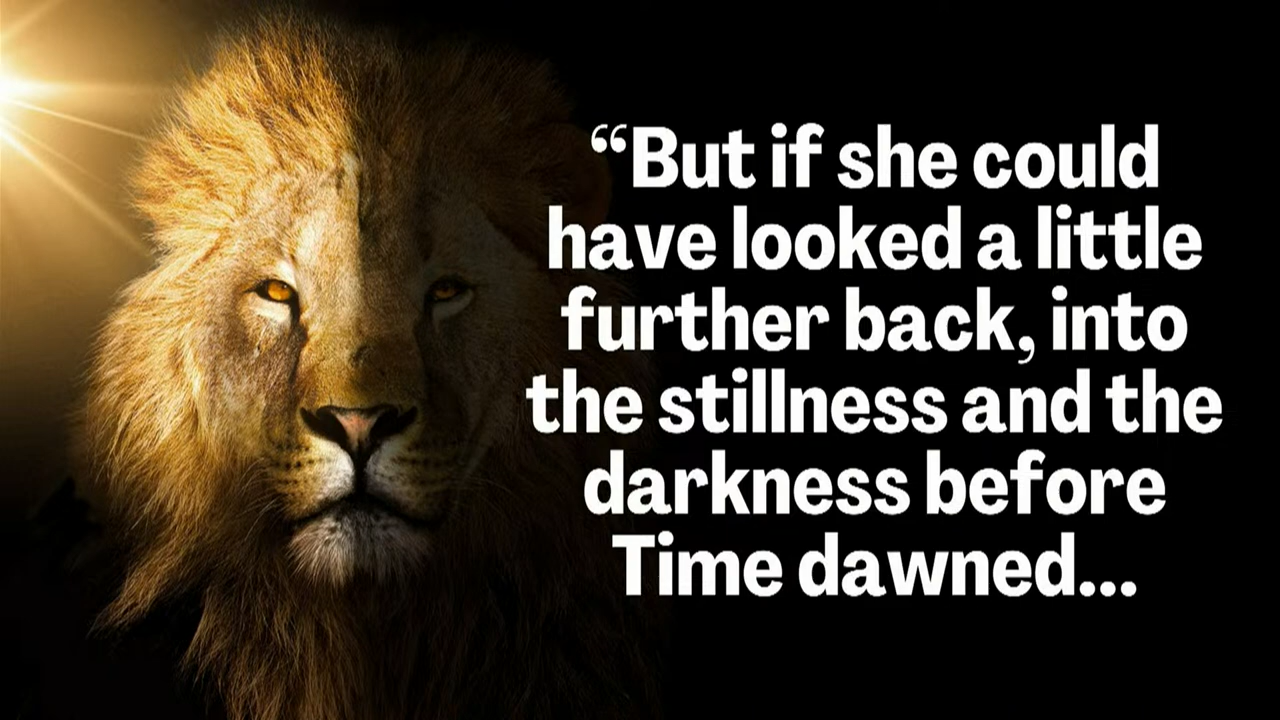 “But if she could
have looked a little
further back, into
the stillness and the
darkness before
Time dawned...